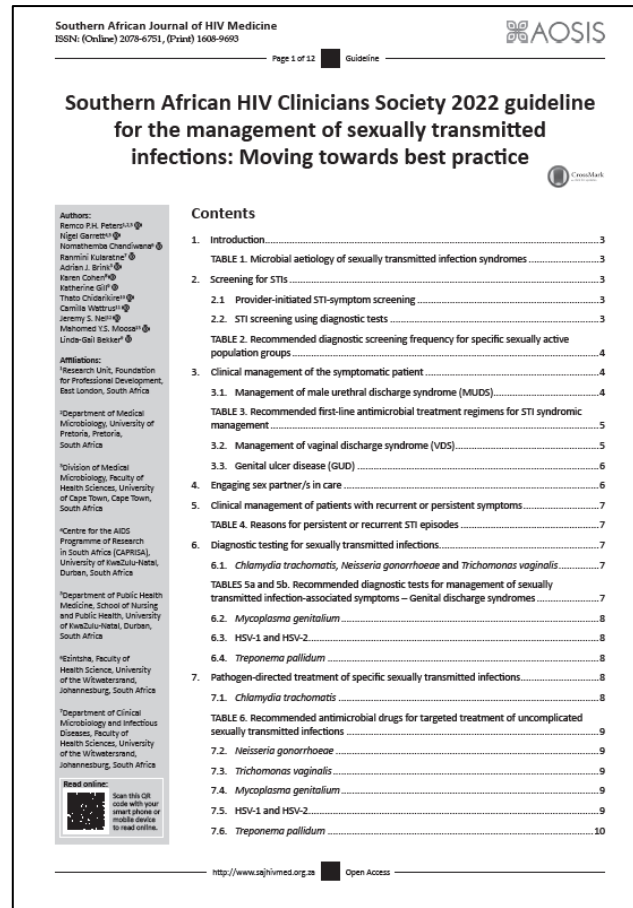 Southern African Journal of HIV Medicine
ISSN: (Online) 2078-6751, (Print) 1608-9693
AOSIS
Page 1 of 12 Guideline
Southern African HIV Clinicians Society 2022 guideline
for the management of sexually transmitted
infections: Moving towards best practice
CrossMark
Authors:
Remco P.H. Peters
Nigel Garrett
Nomathemba Chandiwana
Ranmini Kularatne
Adrian J. Brink
Karen Cohen
Katherine Gill
Thato Chidarikire
Camilla Wattrus
Jeremy S. Nel
Mahomed Y.S. Moosa
Linda-Gail Bekker
Affiliations:
¹Research Unit, Foundation
for Professional Development,
East London, South Africa
²Department of Medical
Microbiology, University of
Pretoria, Pretoria,
South Africa
³Division of Medical
Microbiology, Faculty of
Health Sciences, University
of Cape Town, Cape Town,
South Africa
⁴Centre for the AIDS
Programme of Research
in South Africa (CAPRISA),
University of KwaZulu-Natal,
Durban, South Africa
⁵Department of Public Health
Medicine, School of Nursing
and Public Health, University
of KwaZulu-Natal, Durban,
South Africa
⁶Ezintsha, Faculty of
Health Science, University
of the Witwatersrand,
Johannesburg, South Africa
⁷Department of Clinical
Microbiology and Infectious
Diseases, Faculty of
Health Sciences, University
of the Witwatersrand,
Johannesburg, South Africa
Read online:
Scan this QR
code with your
smart phone or
mobile device
to read online.
Contents
1. Introduction 3
TABLE 1. Microbial aetiology of sexually transmitted infection syndromes 3
2. Screening for STIs 3
2.1 Provider-initiated STI-symptom screening 3
2.2. STI screening using diagnostic tests 3
TABLE 2. Recommended diagnostic screening frequency for specific sexually active
population groups 4
3. Clinical management of the symptomatic patient 4
3.1. Management of male urethral discharge syndrome (MUDS) 4
TABLE 3. Recommended first-line antimicrobial treatment regimens for STI syndromic
management 5
3.2. Management of vaginal discharge syndrome (VDS) 5
3.3. Genital ulcer disease (GUD) 6
4. Engaging sex partner/s in care 6
5. Clinical management of patients with recurrent or persistent symptoms 7
TABLE 4. Reasons for persistent or recurrent STI episodes 7
6. Diagnostic testing for sexually transmitted infections 7
6.1. Chlamydia trachomatis, Neisseria gonorrhoeae and Trichomonas vaginalis 7
TABLES 5a and 5b. Recommended diagnostic tests for management of sexually
transmitted infection-associated symptoms – Genital discharge syndromes 7
6.2. Mycoplasma genitalium 8
6.3. HSV-1 and HSV-2 8
6.4. Treponema pallidum 8
7. Pathogen-directed treatment of specific sexually transmitted infections 8
7.1. Chlamydia trachomatis 8
TABLE 6. Recommended antimicrobial drugs for targeted treatment of uncomplicated
sexually transmitted infections 9
7.2. Neisseria gonorrhoeae 9
7.3. Trichomonas vaginalis 9
7.4. Mycoplasma genitalium 9
7.5. HSV-1 and HSV-2 9
7.6. Treponema pallidum 10
http://www.sajhivmed.org.za Open Access